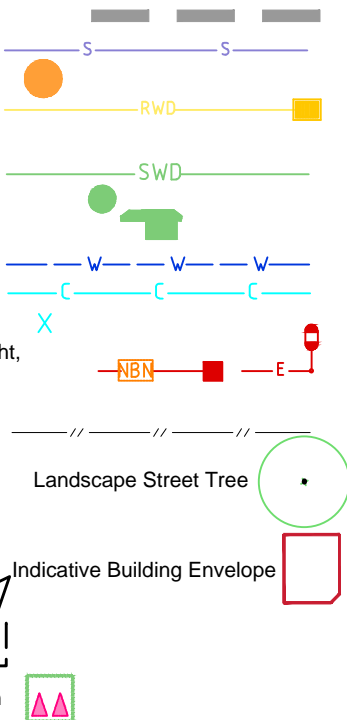 S S
RWD
SWD
W W W
C C C
X
ht,
NBN E
// // //
Landscape Street Tree
Indicative Building Envelope